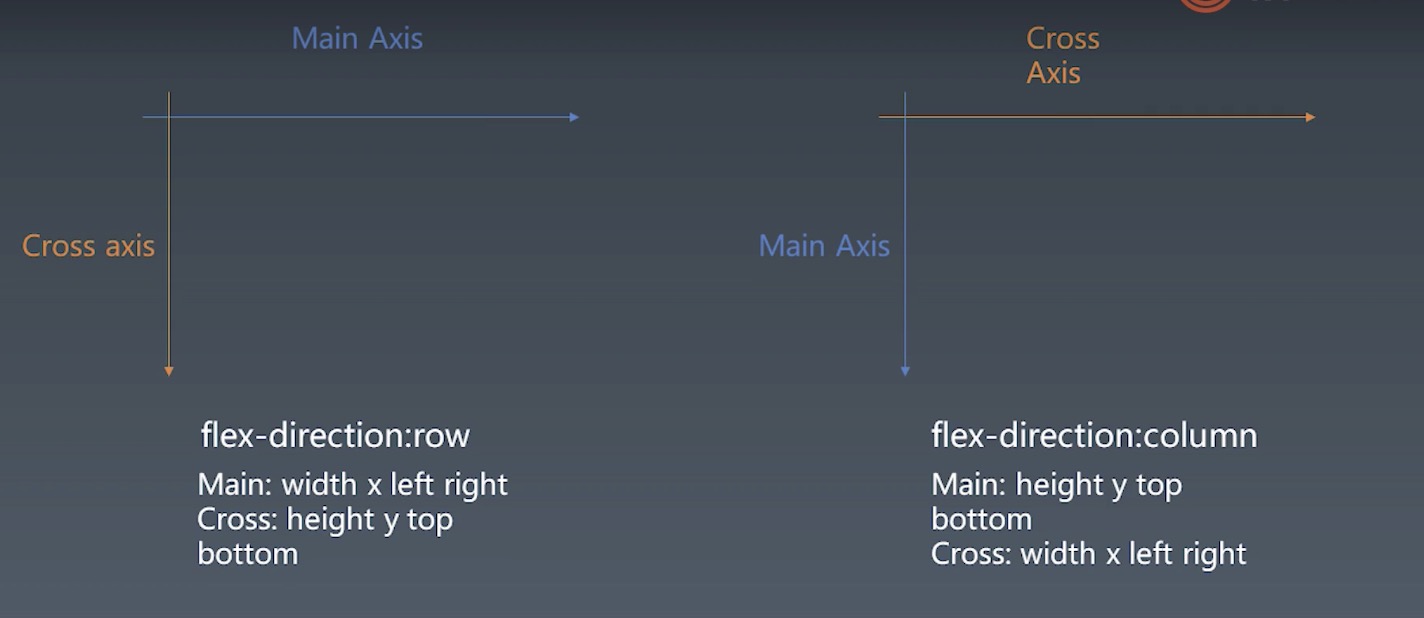 Main Axis
Cross axis
flex-direction:row
Main: width x left right
Cross: height y top
bottom
Cross
Axis
Main Axis
flex-direction:column
Main: height y top
bottom
Cross: width x left right